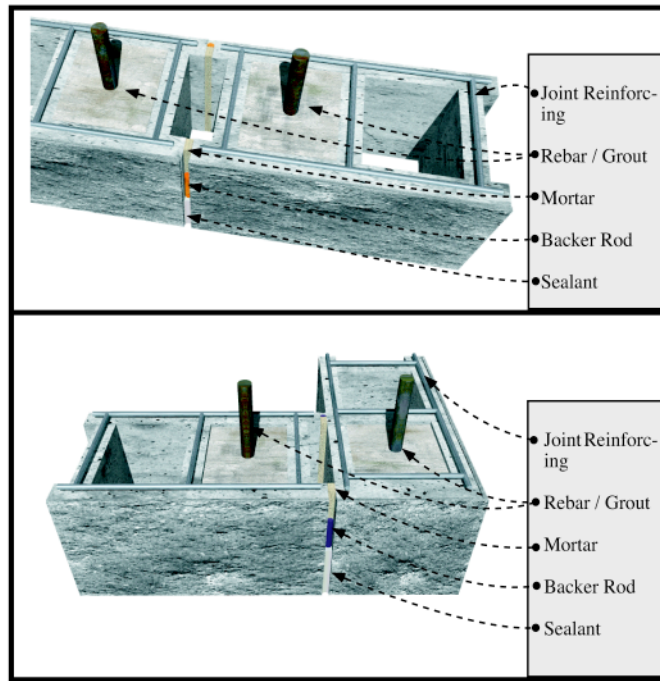 Joint Reinforc-
ing
Rebar / Grout
Mortar
Backer Rod
Sealant
Joint Reinforc-
ing
Rebar / Grout
Mortar
Backer Rod
Sealant